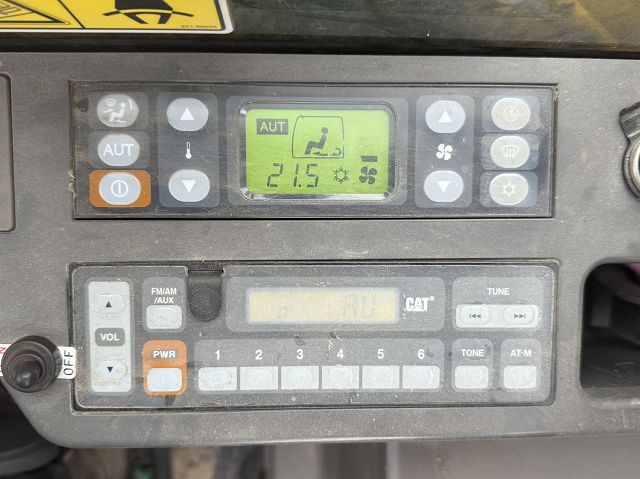 AUT
AUT
21.5
FM/AM
/AUX
CAT®
TUNE
VOL
PWR
1 2 3 4 5 6
TONE
AT-M
OFF